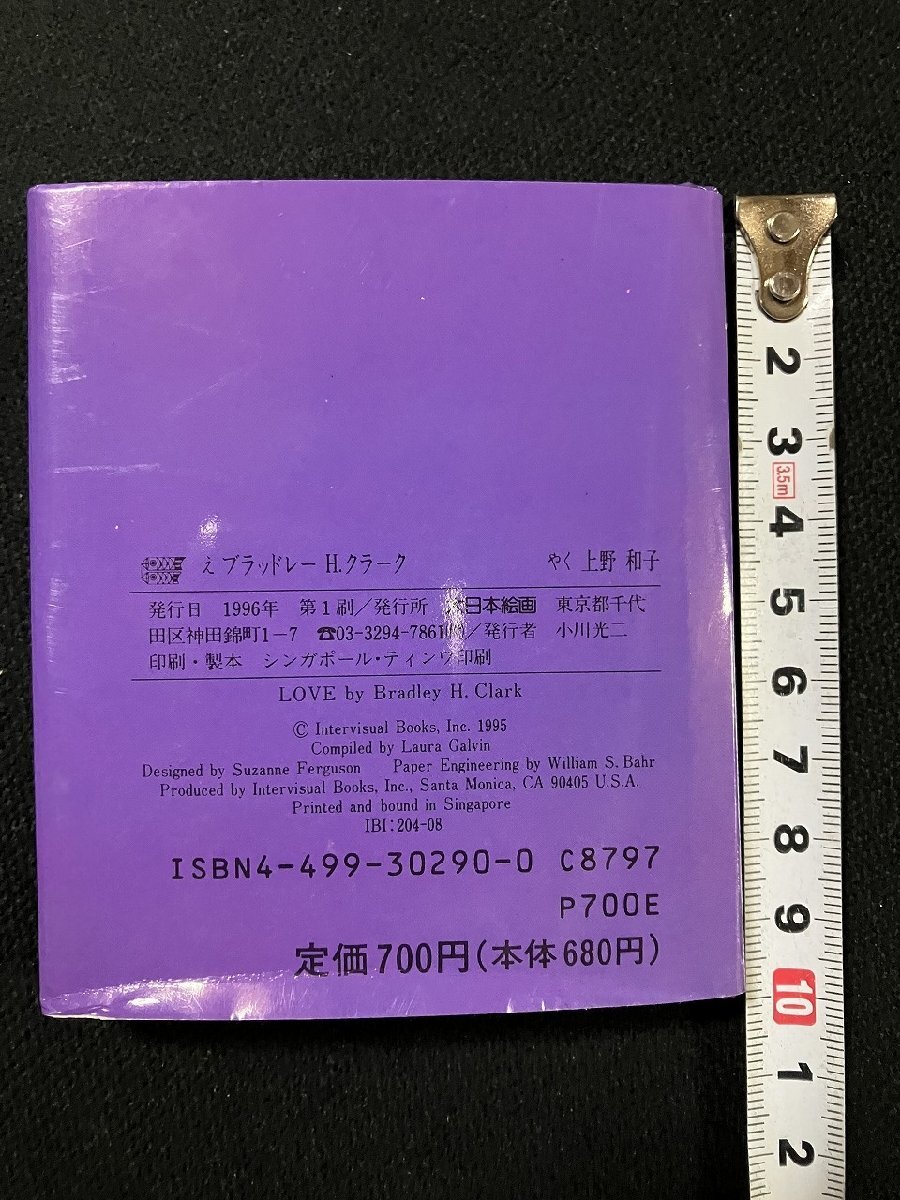 え ブラッドレー H.クラーク　やく 上野 和子
発行日　1996年　第1刷／発行所　大日本絵画　東京都千代
田区神田錦町1−7　☎03-3294-7861㈹／発行者　小川光二
印刷・製本　シンガポール・ティンワ印刷
LOVE by Bradley H. Clark
© Intervisual Books, Inc. 1995
Compiled by Laura Galvin
Designed by Suzanne Ferguson　Paper Engineering by William S. Bahr
Produced by Intervisual Books, Inc., Santa Monica, CA 90405 U.S.A.
Printed and bound in Singapore
IBI:204-08
ISBN4-499-30290-0 C8797
P700E
定価700円(本体680円)
2
3
3.5m
4
5
6
7
8
9
10
1
2